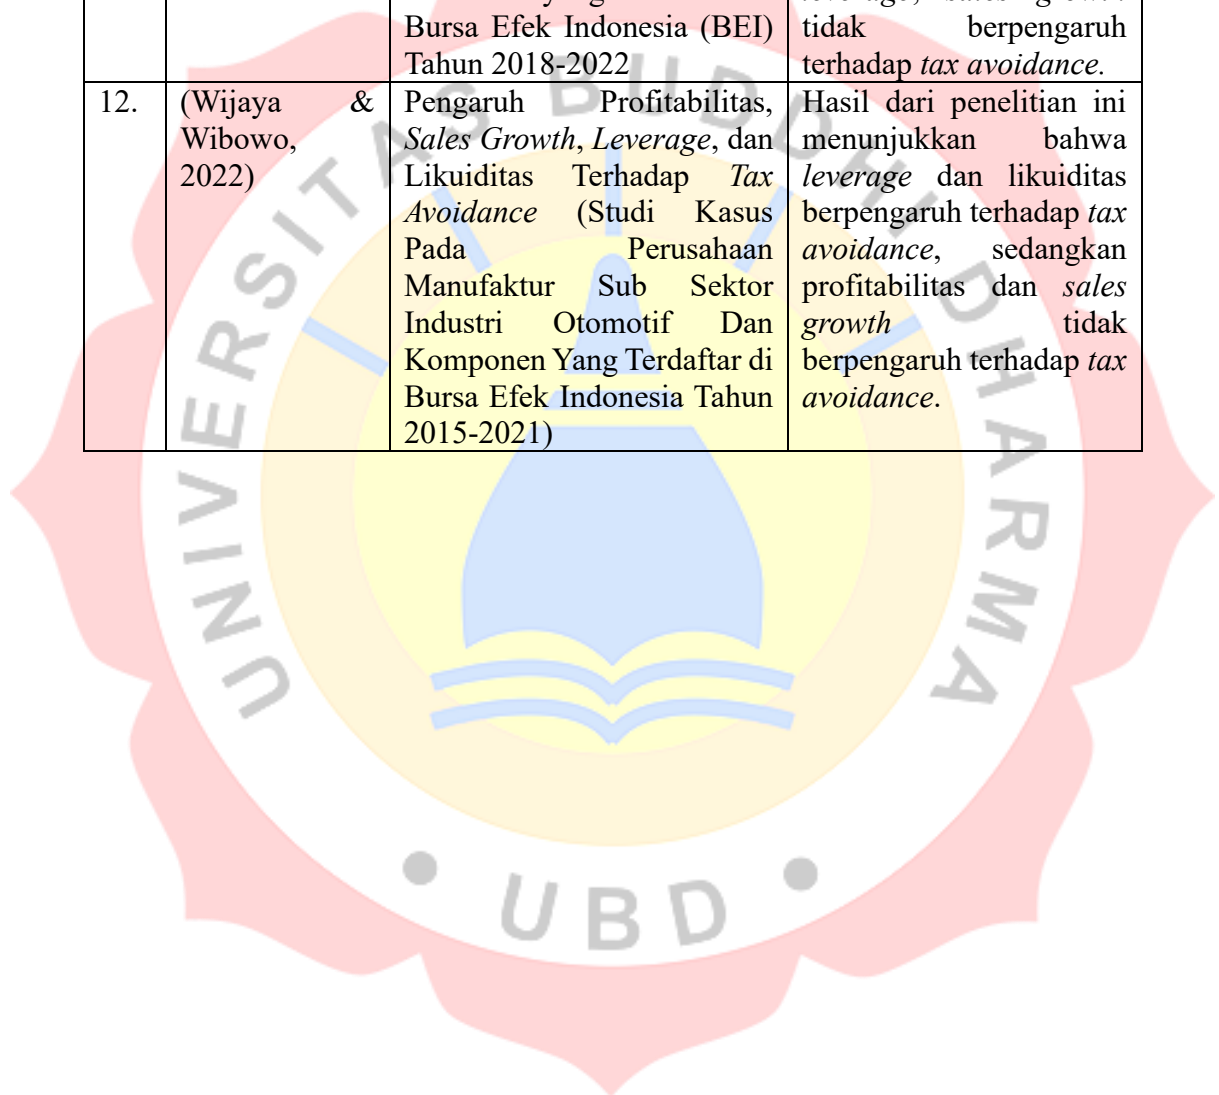 Bursa Efek Indonesia (BEI)
Tahun 2018-2022
tidak berpengaruh
terhadap tax avoidance.
12.
(Wijaya &
Wibowo,
2022)
Pengaruh Profitabilitas,
Sales Growth, Leverage, dan
Likuiditas Terhadap Tax
Avoidance (Studi Kasus
Pada Perusahaan
Manufaktur Sub Sektor
Industri Otomotif Dan
Komponen Yang Terdaftar di
Bursa Efek Indonesia Tahun
2015-2021)
Hasil dari penelitian ini
menunjukkan bahwa
leverage dan likuiditas
berpengaruh terhadap tax
avoidance, sedangkan
profitabilitas dan sales
growth tidak
berpengaruh terhadap tax
avoidance.
UNIVERSITAS BUDDHI DHARMA
UBD